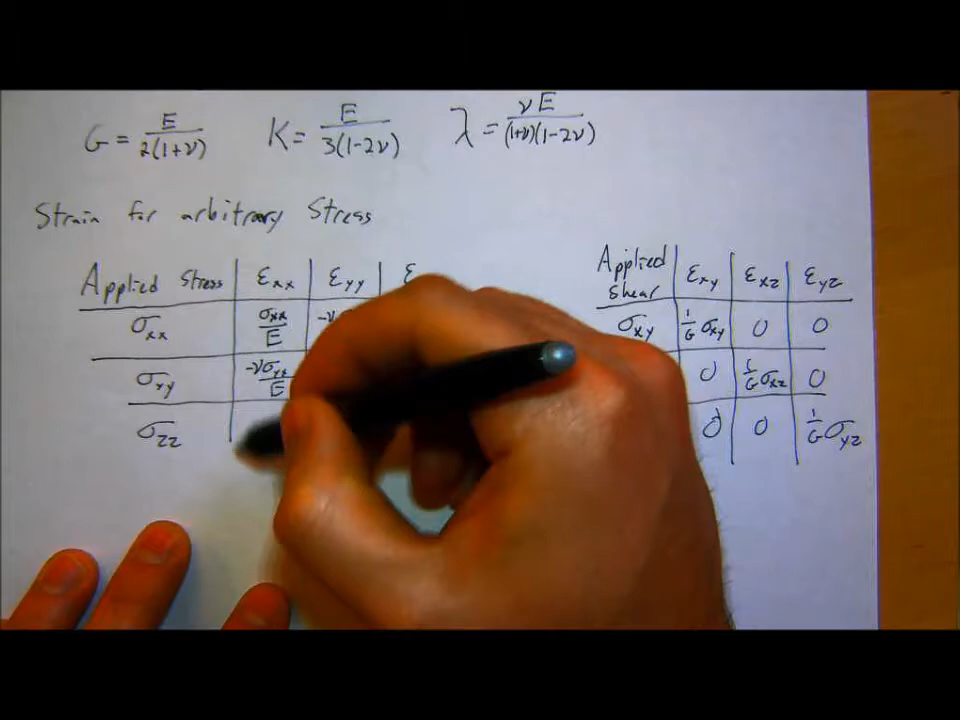 G = E / 2(1+ν) K = E / 3(1-2ν) λ = νE / (1+ν)(1-2ν)
Strain for arbitrary Stress
Applied Stress εxx εyy ε
σxx σxx/E -ν
σyy -νσyy/E
σzz
Applied
shear εxy εxz εyz
σxy 1/G σxy 0 0
0 1/G σxz 0
0 0 1/G σyz